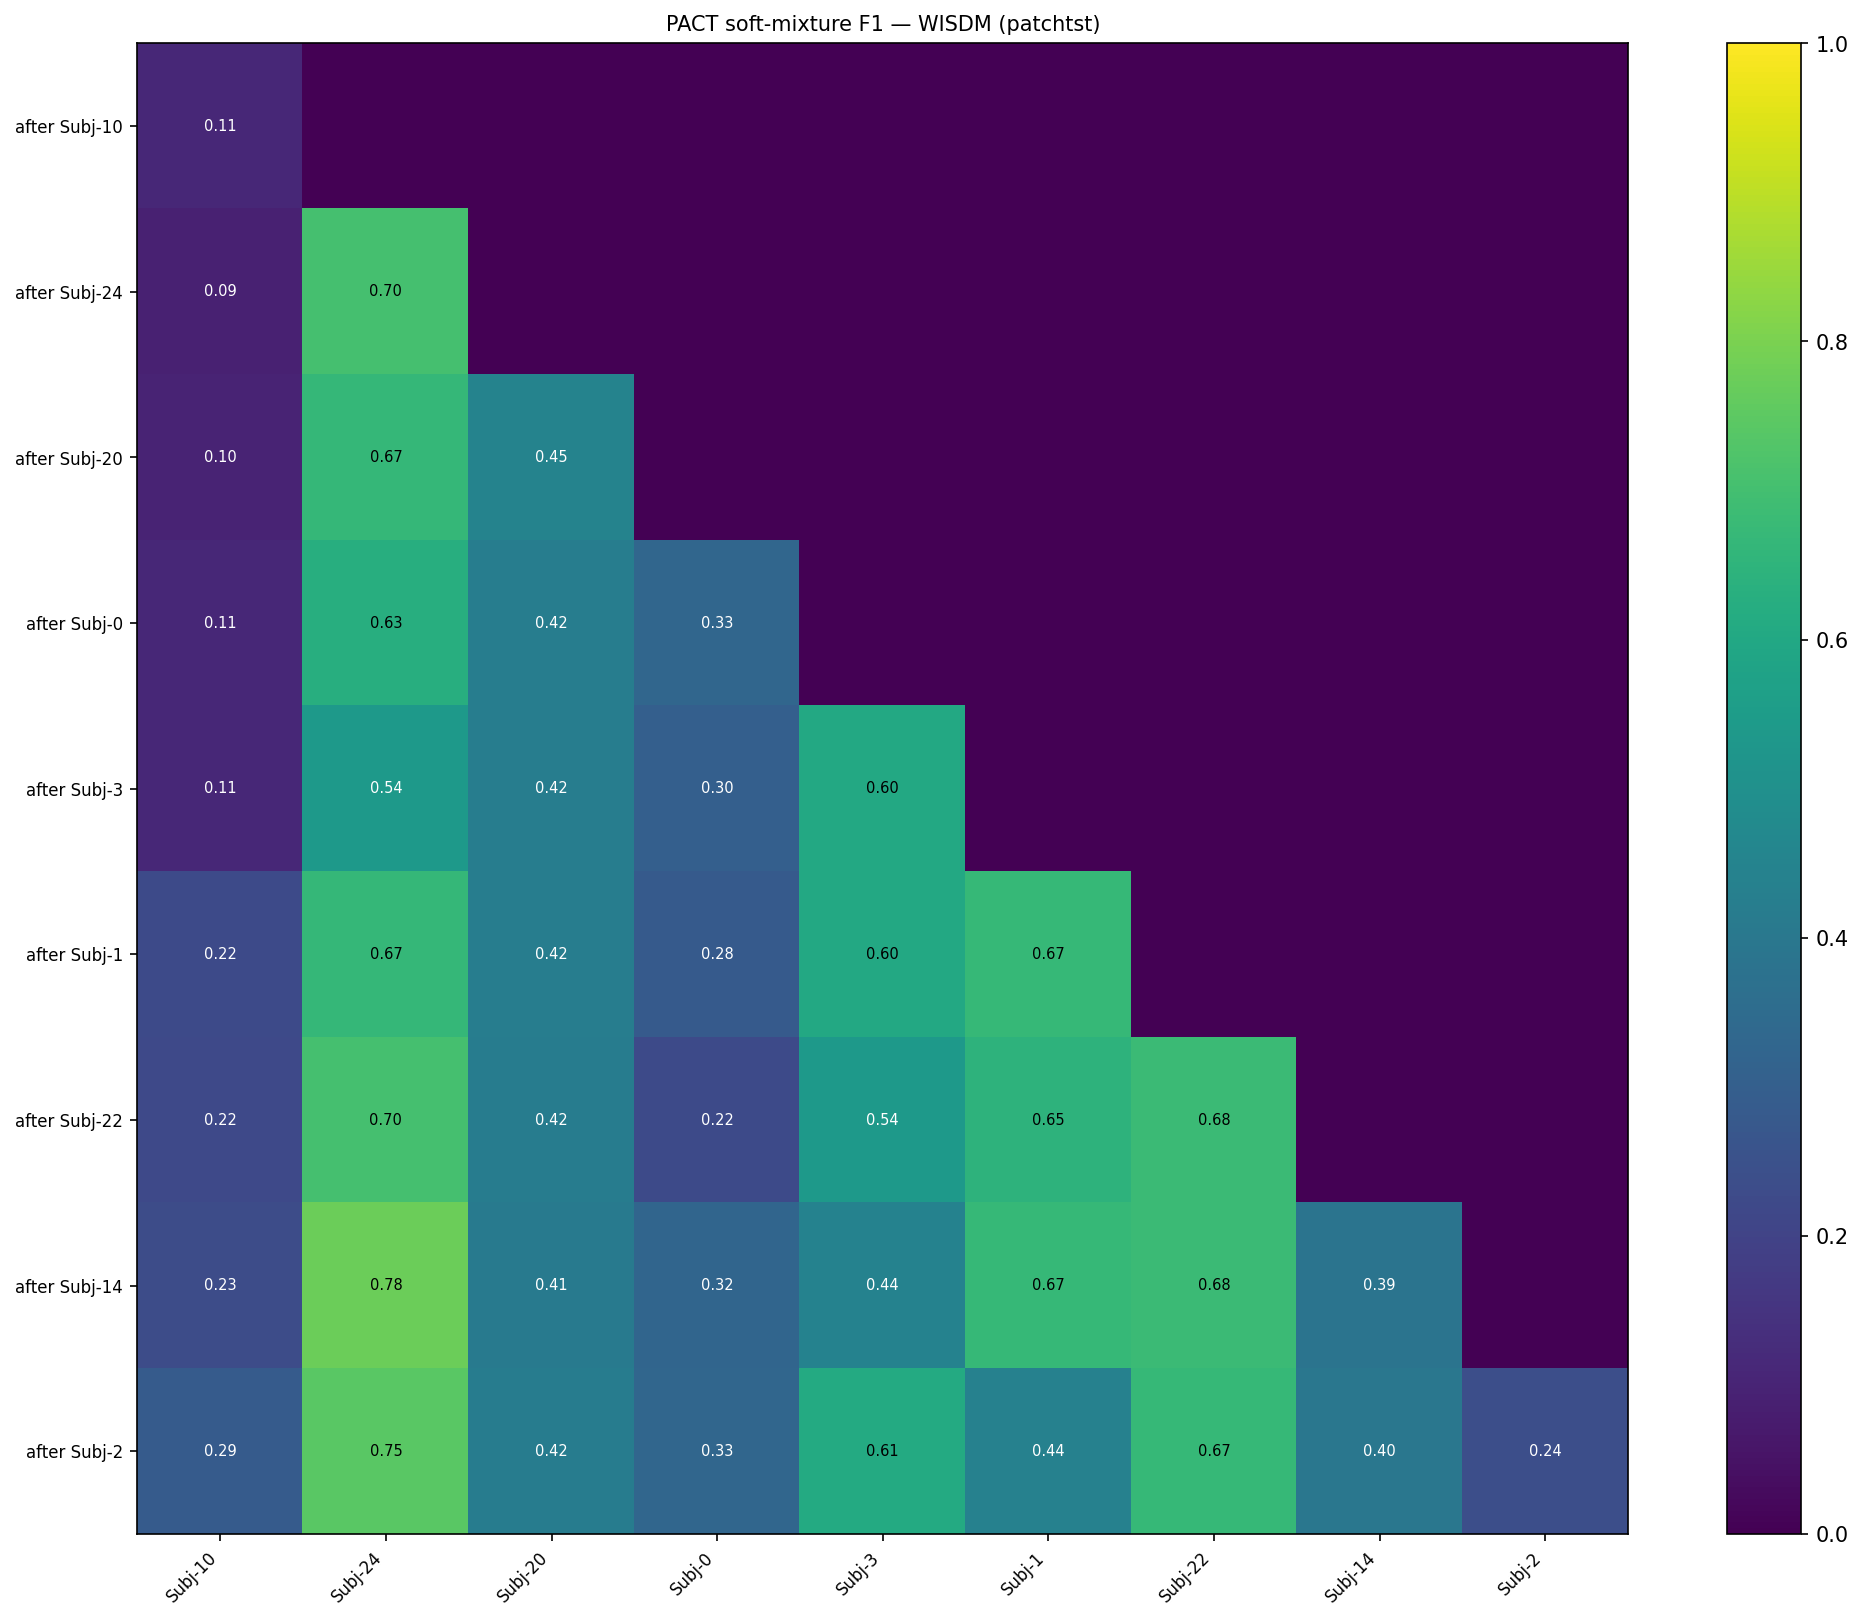 PACT soft-mixture F1 — WISDM (patchtst)
1.0
after Subj-10 0.11
after Subj-24 0.09 0.70
0.8
after Subj-20 0.10 0.67 0.45
after Subj-0 0.11 0.63 0.42 0.33
0.6
after Subj-3 0.11 0.54 0.42 0.30 0.60
after Subj-1 0.22 0.67 0.42 0.28 0.60 0.67
0.4
after Subj-22 0.22 0.70 0.42 0.22 0.54 0.65 0.68
0.2
after Subj-14 0.23 0.78 0.41 0.32 0.44 0.67 0.68 0.39
after Subj-2 0.29 0.75 0.42 0.33 0.61 0.44 0.67 0.40 0.24
0.0
Subj-10 Subj-24 Subj-20 Subj-0 Subj-3 Subj-1 Subj-22 Subj-14 Subj-2